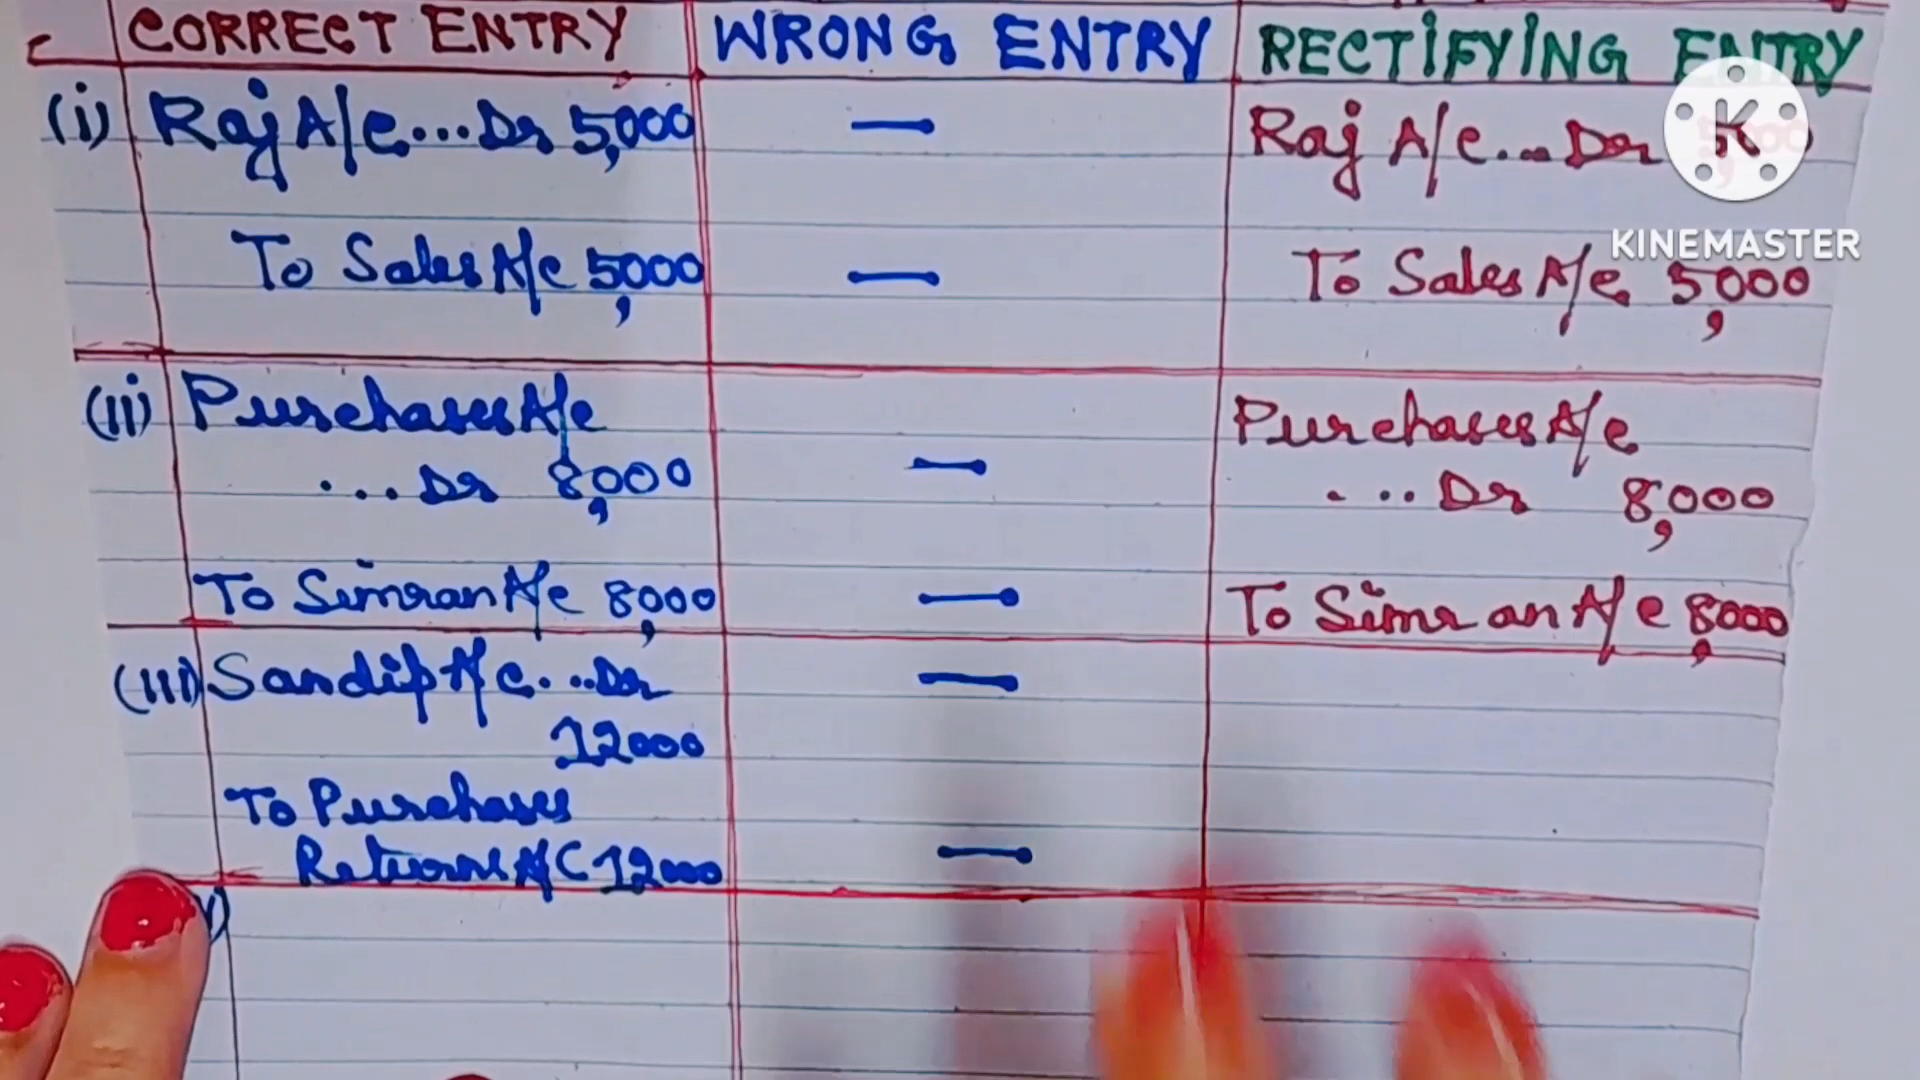 CORRECT ENTRY WRONG ENTRY RECTIFYING ENTRY
(i) Raj A/c...Dr 5,000 — Raj A/c...Dr
KINEMASTER
To Sales A/c 5,000 — To Sales A/c 5,000
(ii) Purchases A/c Purchases A/c
...Dr 8,000 — ...Dr 8,000
To Simran A/c 8,000 — To Simran A/c 8,000
(iii) Sandip A/c...Dr —
12000
To Purchases
Returns A/C 12000 —